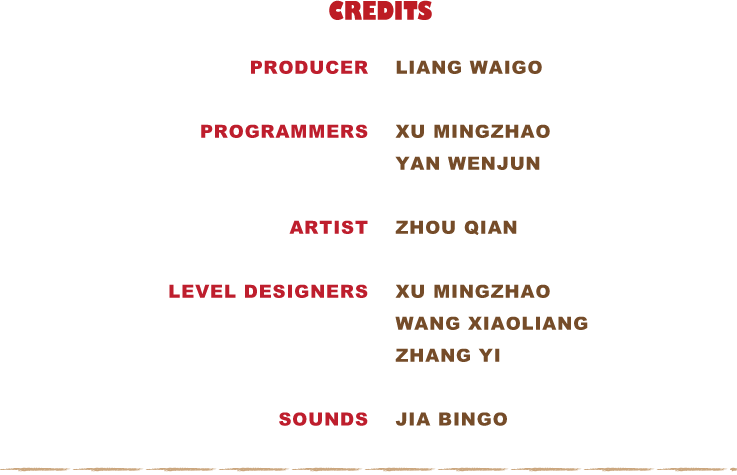 CREDITS
PRODUCER LIANG WAIGO
PROGRAMMERS XU MINGZHAO
YAN WENJUN
ARTIST ZHOU QIAN
LEVEL DESIGNERS XU MINGZHAO
WANG XIAOLIANG
ZHANG YI
SOUNDS JIA BINGO